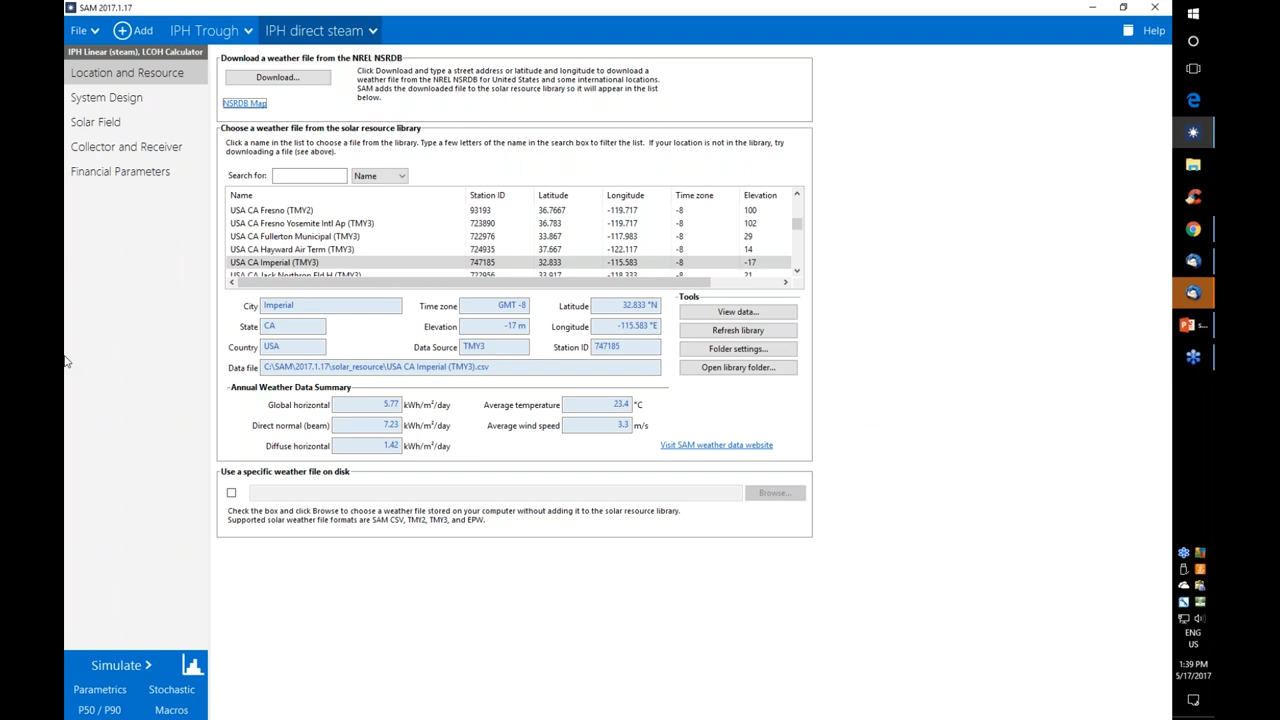 SAM 2017.1.17
File
Add
IPH Trough
IPH direct steam
Help
IPH Linear (steam), LCOH Calculator
Location and Resource
System Design
Solar Field
Collector and Receiver
Financial Parameters
Download a weather file from the NREL NSRDB
Download...
Click Download and type a street address or latitude and longitude to download a
weather file from the NREL NSRDB for United States and some international locations.
SAM adds the downloaded file to the solar resource library so it will appear in the list
below.
NSRDB Map
Choose a weather file from the solar resource library
Click a name in the list to choose a file from the library. Type a few letters of the name in the search box to filter the list. If your location is not in the library, try
downloading a file (see above).
Search for: Name
Name Station ID Latitude Longitude Time zone Elevation
USA CA Fresno (TMY2) 93193 36.7667 -119.717 -8 100
USA CA Fresno Yosemite Intl Ap (TMY3) 723890 36.783 -119.717 -8 102
USA CA Fullerton Municipal (TMY3) 722976 33.867 -117.983 -8 29
USA CA Hayward Air Term (TMY3) 724935 37.667 -122.117 -8 14
USA CA Imperial (TMY3) 747185 32.833 -115.583 -8 -17
USA CA Jack Northrop Fld H (TMY3) 722956 33.917 -118.333 -8 21
City Imperial Time zone GMT -8 Latitude 32.833 °N
State CA Elevation -17 m Longitude -115.583 °E
Country USA Data Source TMY3 Station ID 747185
Data file C:\SAM\2017.1.17\solar_resource\USA CA Imperial (TMY3).csv
Tools
View data...
Refresh library
Folder settings...
Open library folder...
Annual Weather Data Summary
Global horizontal 5.77 kWh/m²/day Average temperature 23.4 °C
Direct normal (beam) 7.23 kWh/m²/day Average wind speed 3.3 m/s
Diffuse horizontal 1.42 kWh/m²/day
Visit SAM weather data website
Use a specific weather file on disk
Browse...
Check the box and click Browse to choose a weather file stored on your computer without adding it to the solar resource library.
Supported solar weather file formats are SAM CSV, TMY2, TMY3, and EPW.
Simulate >
Parametrics Stochastic
P50 / P90 Macros
s...
ENG
US
1:39 PM
5/17/2017